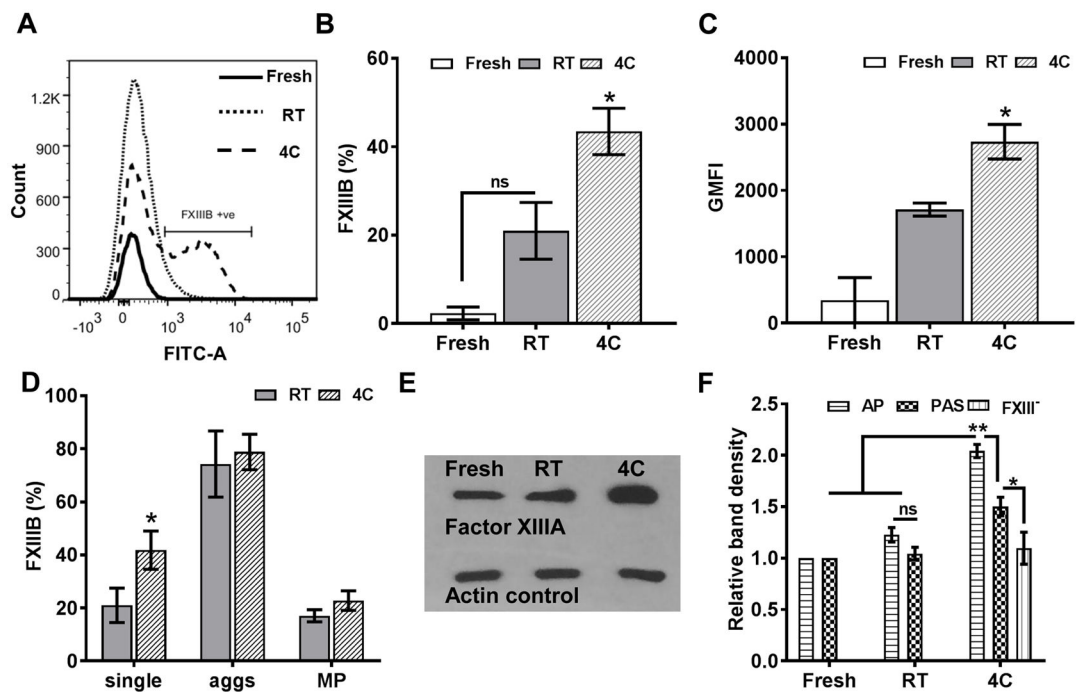 A
Count
1.2K
900
600
300
0
Fresh
RT
4C
FXIIIB +ve
-10³ 0 10³ 10⁴ 10⁵
FITC-A
B
FXIIIB (%)
60
40
20
0
Fresh RT 4C
*
ns
Fresh RT 4C
C
GMFI
4000
3000
2000
1000
0
Fresh RT 4C
*
Fresh RT 4C
D
FXIIIB (%)
100
80
60
40
20
0
RT 4C
*
single aggs MP
E
Fresh RT 4C
Factor XIIIA
Actin control
F
Relative band density
2.5
2.0
1.5
1.0
0.5
0.0
AP PAS FXIII⁻
**
*
ns
Fresh RT 4C